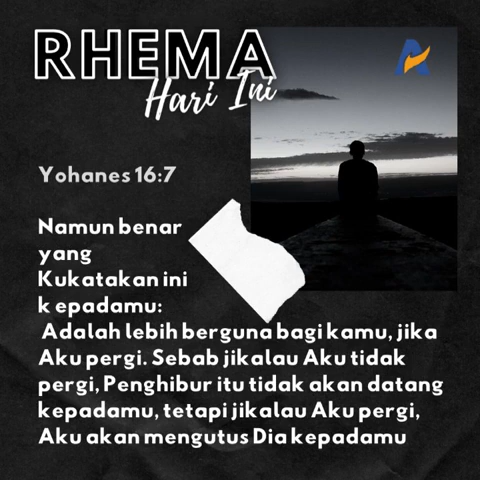 RHEMA
Hari Ini
Yohanes 16:7
Namun benar
yang
Kukatakan ini
kepadamu:
Adalah lebih berguna bagi kamu, jika
Aku pergi. Sebab jikalau Aku tidak
pergi, Penghibur itu tidak akan datang
kepadamu, tetapi jikalau Aku pergi,
Aku akan mengutus Dia kepadamu